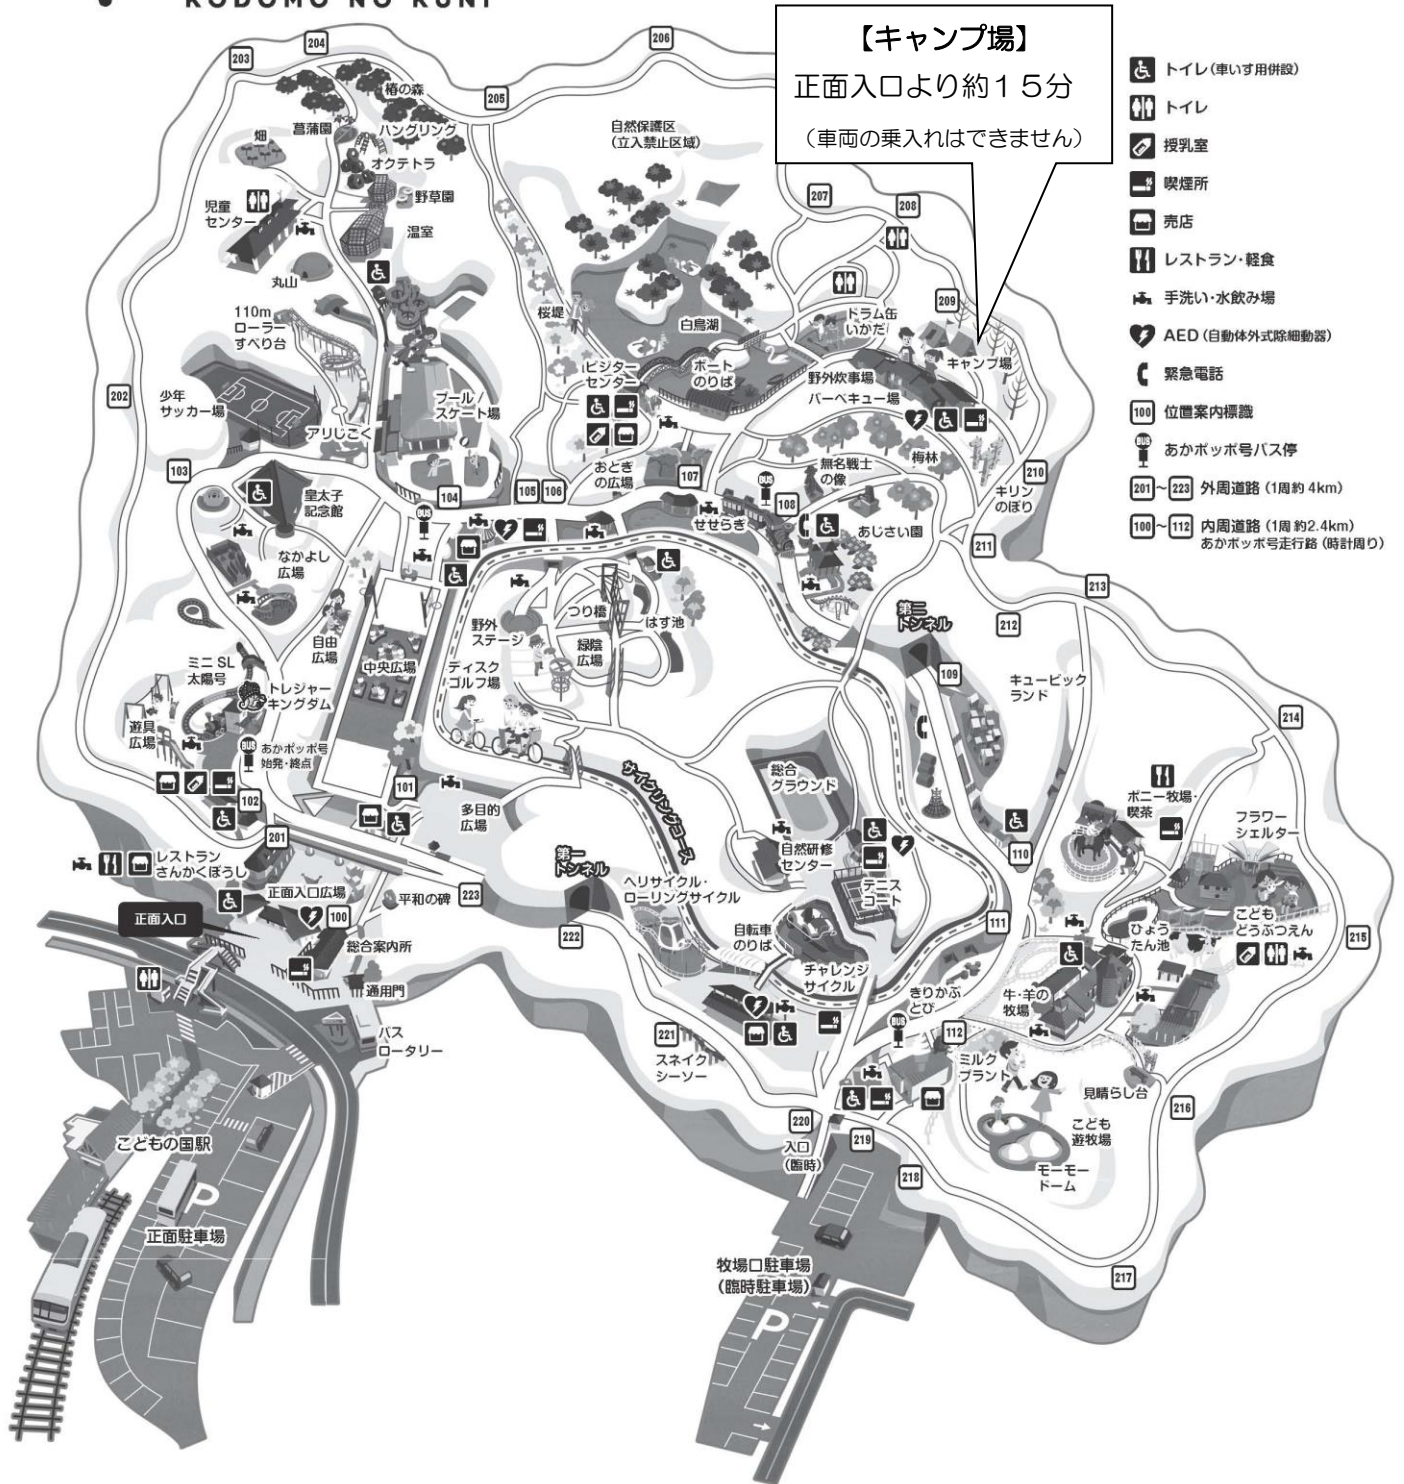 KODOMO NO KUNI
【キャンプ場】
正面入口より約１５分
（車両の乗入れはできません）
トイレ(車いす用併設)
トイレ
授乳室
喫煙所
売店
レストラン・軽食
手洗い・水飲み場
AED(自動体外式除細動器)
緊急電話
100 位置案内標識
BUS あかポッポ号バス停
201～223 外周道路(1周約4km)
100～112 内周道路(1周約2.4km)
あかポッポ号走行路(時計周り)
203
204
205
206
椿の森
菖蒲園
ハングリング
畑
オクテトラ
野草園
児童
センター
温室
丸山
自然保護区
(立入禁止区域)
207
208
209
110m
ローラー
すべり台
桜堤
白鳥湖
ドラム缶
いかだ
キャンプ場
ビジター
センター
ボート
のりば
野外炊事場
バーベキュー場
202
少年
サッカー場
プール/
スケート場
アリじごく
おとぎ
の広場
無名戦士
の像
梅林
210
キリン
のぼり
103
皇太子
記念館
104
105
106
107
108
BUS
BUS
せせらぎ
あじさい園
211
なかよし
広場
213
212
自由
広場
中央広場
野外
ステージ
つり橋
はす池
緑陰
広場
ディスク
ゴルフ場
第二
トンネル
109
キュービック
ランド
ミニSL
太陽号
トレジャー
キングダム
遊具
広場
BUS
あかポッポ号
始発・終点
214
102
101
201
多目的
広場
サイクリングコース
総合
グラウンド
自然研修
センター
テニス
コート
110
ポニー牧場・
喫茶
フラワー
シェルター
レストラン
さんかくぼうし
正面入口広場
平和の碑
223
第一
トンネル
ヘリサイクル・
ローリングサイクル
自転車
のりば
チャレンジ
サイクル
111
ひょう
たん池
こども
どうぶつえん
215
正面入口
100
総合案内所
222
通用門
きりかぶ
とび
牛・羊の
牧場
バス
ロータリー
221
スネイク
シーソー
BUS
112
ミルク
プラント
見晴らし台
216
こども
遊牧場
こどもの国駅
220
入口
(臨時)
219
218
モーモー
ドーム
P
正面駐車場
牧場口駐車場
(臨時駐車場)
P
217